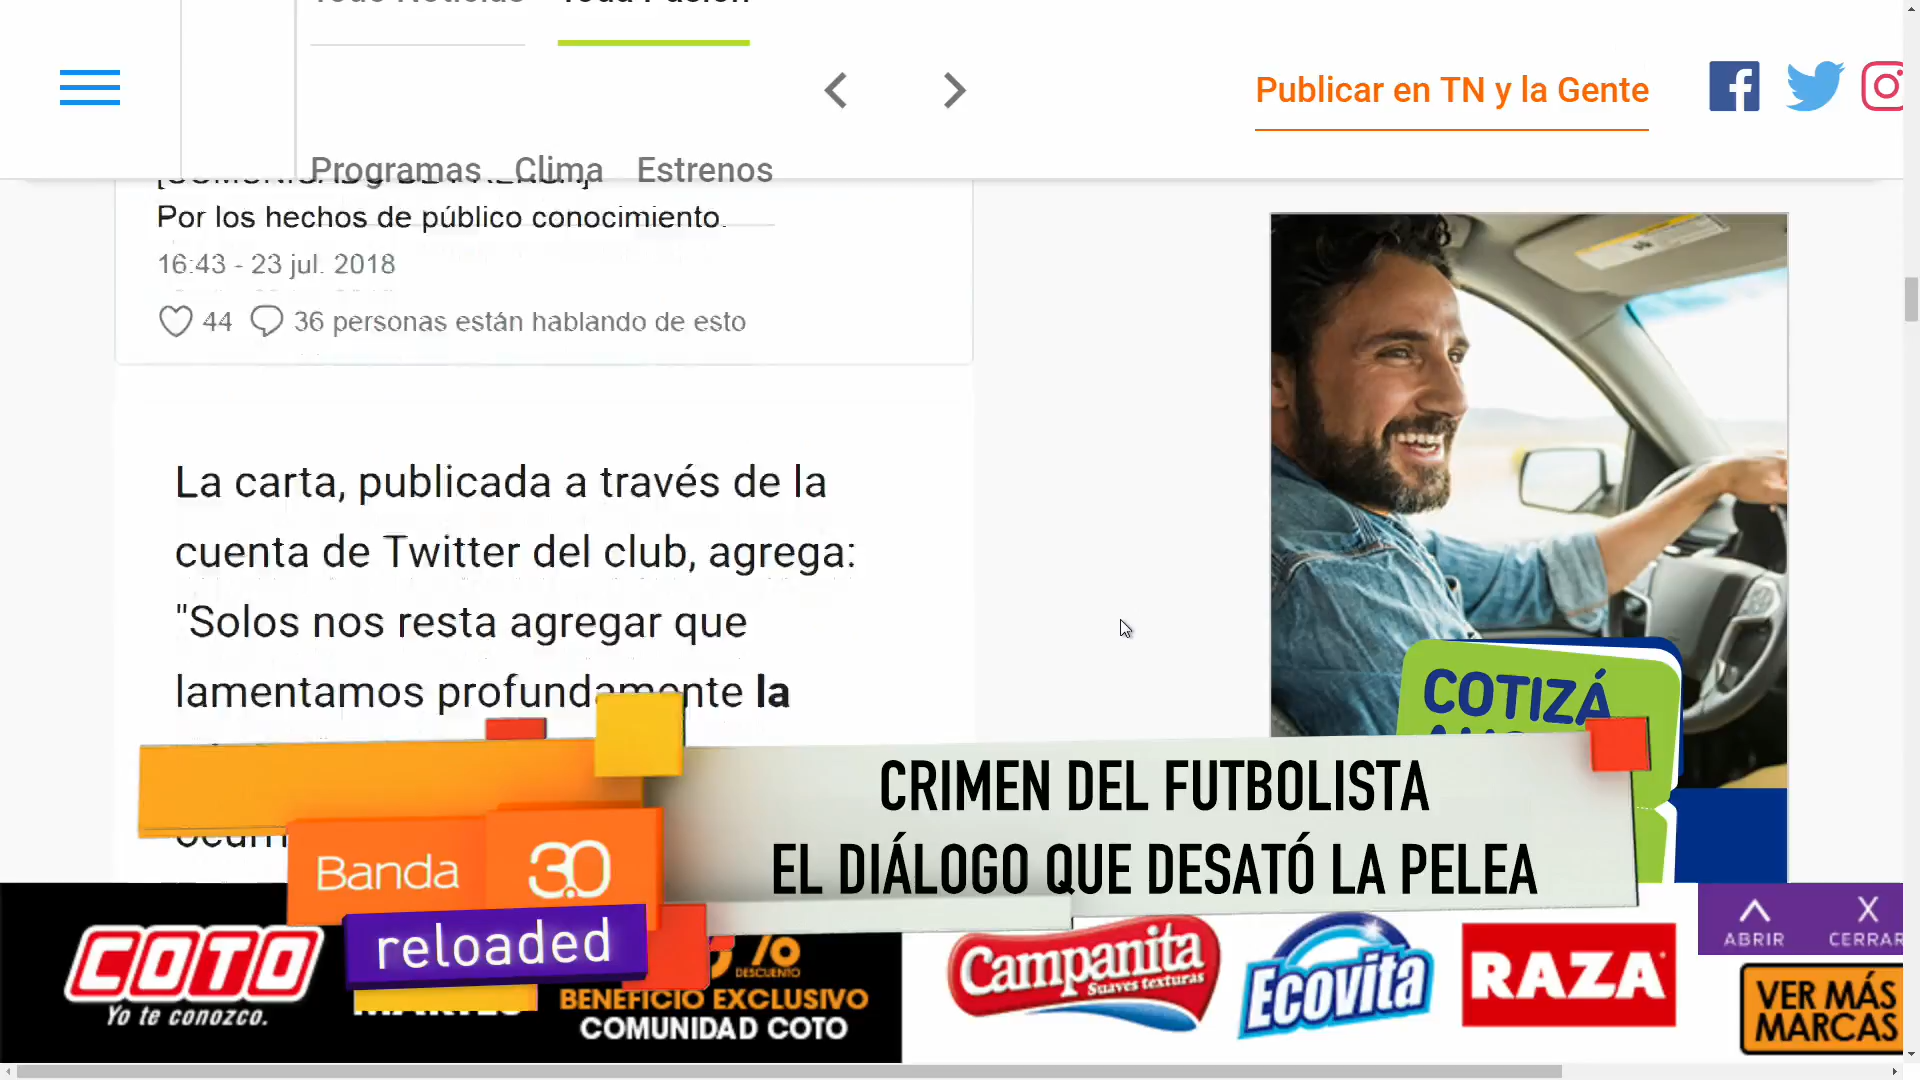 Publicar en TN y la Gente
Programas Clima Estrenos
Por los hechos de público conocimiento.
16:43 - 23 jul. 2018
44 36 personas están hablando de esto
La carta, publicada a través de la
cuenta de Twitter del club, agrega:
"Solos nos resta agregar que
lamentamos profundamente la
COTIZÁ
CRIMEN DEL FUTBOLISTA
EL DIÁLOGO QUE DESATÓ LA PELEA
Banda 3.0
reloaded
COTO
Yo te conozco.
DESCUENTO
BENEFICIO EXCLUSIVO
COMUNIDAD COTO
Campanita
Suaves texturas
Ecovita
RAZA
ABRIR CERRAR
VER MÁS
MARCAS